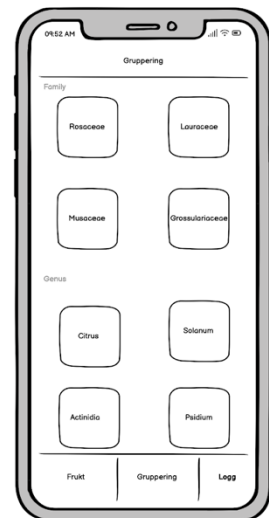 09:52 AM
Gruppering
Family
Rosaceae Lauraceae
Musaceae Grossulariaceae
Genus
Citrus Solanum
Actinidia Psidium
Frukt Gruppering Logg